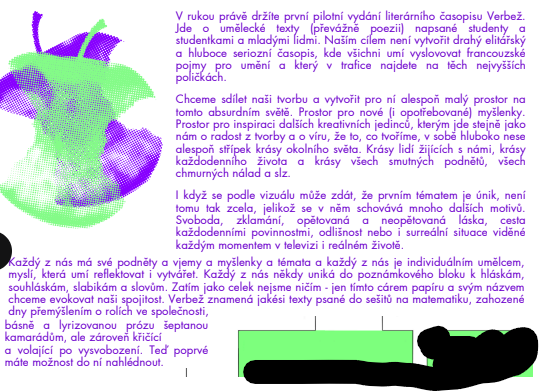 V rukou právě držíte první pilotní vydání literárního časopisu Verbež.
Jde o umělecké texty (převážně poezii) napsané studenty a
studentkami a mladými lidmi. Naším cílem není vytvořit drahý elitářský
a hluboce seriozní časopis, kde všichni umí vyslovovat francouzské
pojmy pro umění a který v trafice najdete na těch nejvyšších
poličkách.
Chceme sdílet naši tvorbu a vytvořit pro ní alespoň malý prostor na
tomto absurdním světě. Prostor pro nové (i opotřebované) myšlenky.
Prostor pro inspiraci dalších kreativních jedinců, kterým jde stejně jako
nám o radost z tvorby a o víru, že to, co tvoříme, v sobě hluboko nese
alespoň střípek krásy okolního světa. Krásy lidí žijících s námi, krásy
každodenního života a krásy všech smutných podnětů, všech
chmurných nálad a slz.
I když se podle vizuálu může zdát, že prvním tématem je únik, není
tomu tak zcela, jelikož se v něm schovává mnoho dalších motivů.
Svoboda, zklamání, opětovaná a neopětovaná láska, cesta
každodenními povinnostmi, odlišnost nebo i surreální situace viděné
každým momentem v televizi i reálném životě.
Každý z nás má své podněty a vjemy a myšlenky a témata a každý z nás je individuálním umělcem,
myslí, která umí reflektovat i vytvářet. Každý z nás někdy uniká do poznámkového bloku k hláskám,
souhláskám, slabikám a slovům. Zatím jako celek nejsme ničím - jen tímto cárem papíru a svým názvem
chceme evokovat naši spojitost. Verbež znamená jakési texty psané do sešitů na matematiku, zahozené
dny přemýšlením o rolích ve společnosti,
básně a lyrizovanou prózu šeptanou
kamarádům, ale zároveň křičící
a volající po vysvobození. Teď poprvé
máte možnost do ní nahlédnout.